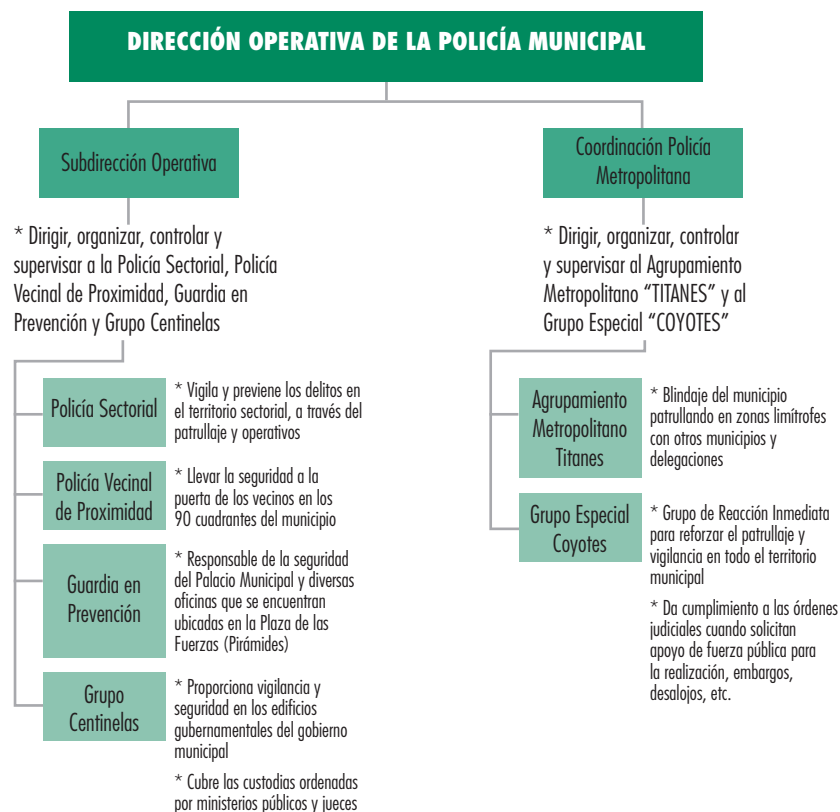 DIRECCIÓN OPERATIVA DE LA POLICÍA MUNICIPAL
Subdirección Operativa
* Dirigir, organizar, controlar y
supervisar a la Policía Sectorial, Policía
Vecinal de Proximidad, Guardia en
Prevención y Grupo Centinelas
Policía Sectorial
* Vigila y previene los delitos en
el territorio sectorial, a través del
patrullaje y operativos
Policía Vecinal
de Proximidad
* Llevar la seguridad a la
puerta de los vecinos en los
90 cuadrantes del municipio
Guardia en
Prevención
* Responsable de la seguridad
del Palacio Municipal y diversas
oficinas que se encuentran
ubicadas en la Plaza de las
Fuerzas (Pirámides)
Grupo
Centinelas
* Proporciona vigilancia y
seguridad en los edificios
gubernamentales del gobierno
municipal
* Cubre las custodias ordenadas
por ministerios públicos y jueces
Coordinación Policía
Metropolitana
* Dirigir, organizar, controlar
y supervisar al Agrupamiento
Metropolitano “TITANES” y al
Grupo Especial “COYOTES”
Agrupamiento
Metropolitano
Titanes
* Blindaje del municipio
patrullando en zonas limítrofes
con otros municipios y
delegaciones
Grupo Especial
Coyotes
* Grupo de Reacción Inmediata
para reforzar el patrullaje y
vigilancia en todo el territorio
municipal
* Da cumplimiento a las órdenes
judiciales cuando solicitan
apoyo de fuerza pública para
la realización, embargos,
desalojos, etc.